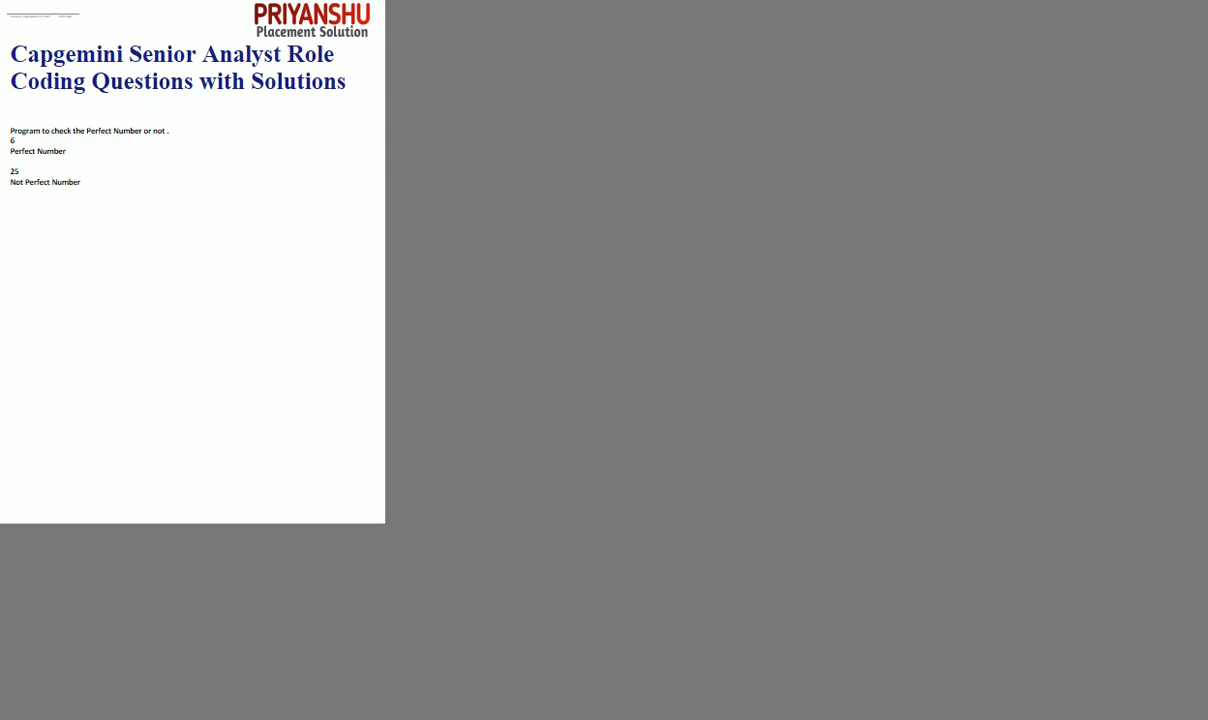 PRIYANSHU
Placement Solution
Capgemini Senior Analyst Role
Coding Questions with Solutions
Program to check the Perfect Number or not .
6
Perfect Number
25
Not Perfect Number